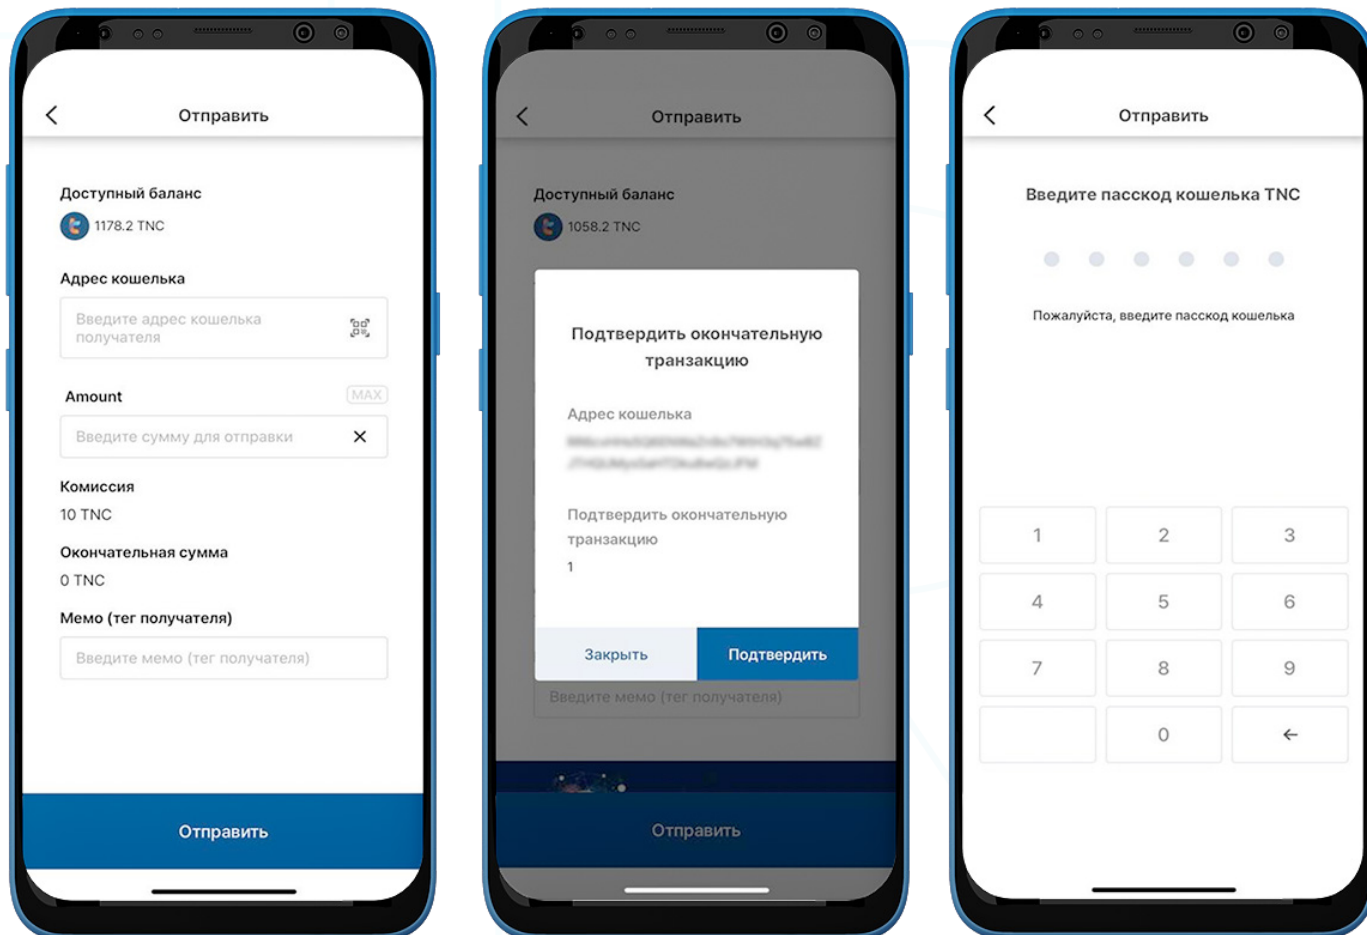 Отправить
Доступный баланс
1178.2 TNC
Адрес кошелька
Введите адрес кошелька
получателя
Amount
MAX
Введите сумму для отправки
Комиссия
10 TNC
Окончательная сумма
0 TNC
Мемо (тег получателя)
Введите мемо (тег получателя)
Отправить
Отправить
Доступный баланс
1058.2 TNC
Подтвердить окончательную
транзакцию
Адрес кошелька
Подтвердить окончательную
транзакцию
1
Закрыть
Подтвердить
Введите мемо (тег получателя)
Отправить
Отправить
Введите пасскод кошелька TNC
Пожалуйста, введите пасскод кошелька
1
2
3
4
5
6
7
8
9
0